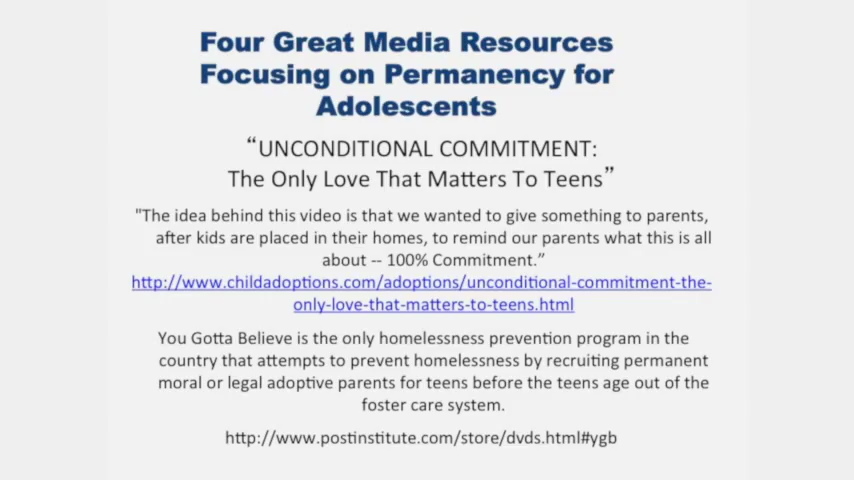 Four Great Media Resources
Focusing on Permanency for
Adolescents
“UNCONDITIONAL COMMITMENT:
The Only Love That Matters To Teens”
"The idea behind this video is that we wanted to give something to parents,
after kids are placed in their homes, to remind our parents what this is all
about -- 100% Commitment.”
http://www.childadoptions.com/adoptions/unconditional-commitment-the-
only-love-that-matters-to-teens.html
You Gotta Believe is the only homelessness prevention program in the
country that attempts to prevent homelessness by recruiting permanent
moral or legal adoptive parents for teens before the teens age out of the
foster care system.
http://www.postinstitute.com/store/dvds.html#ygb